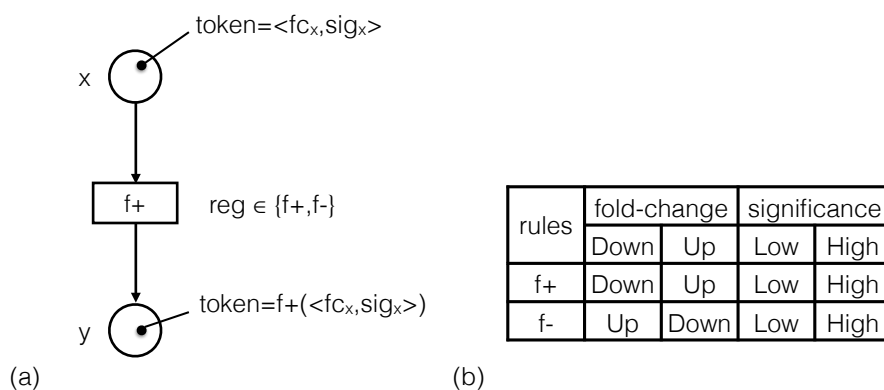 token=<fcx,sigx>
x
f+
reg ∈ {f+,f-}
y
token=f+(<fcx,sigx>)
(a)
rules fold-change significance
Down Up Low High
f+ Down Up Low High
f- Up Down Low High
(b)